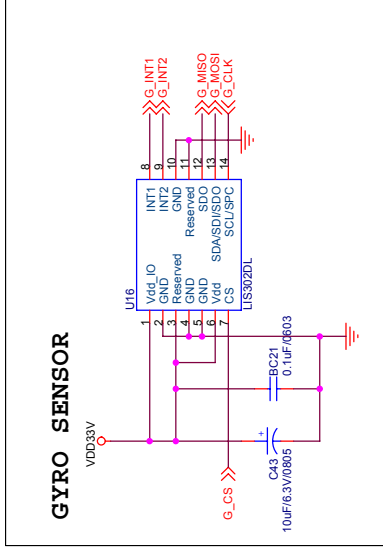 GYRO SENSOR
VDD33V
U16
1 Vdd_IO
2 GND
3 Reserved
4 GND
5 GND
6 Vdd
7 CS
INT1 8
INT2 9
GND 10
Reserved 11
SDO 12
SDA/SDI/SDO 13
SCL/SPC 14
LIS302DL
G_INT1
G_INT2
G_MISO
G_MOSI
G_CLK
G_CS
+
C43
10uF/6.3V/0805
BC21
0.1uF/0603